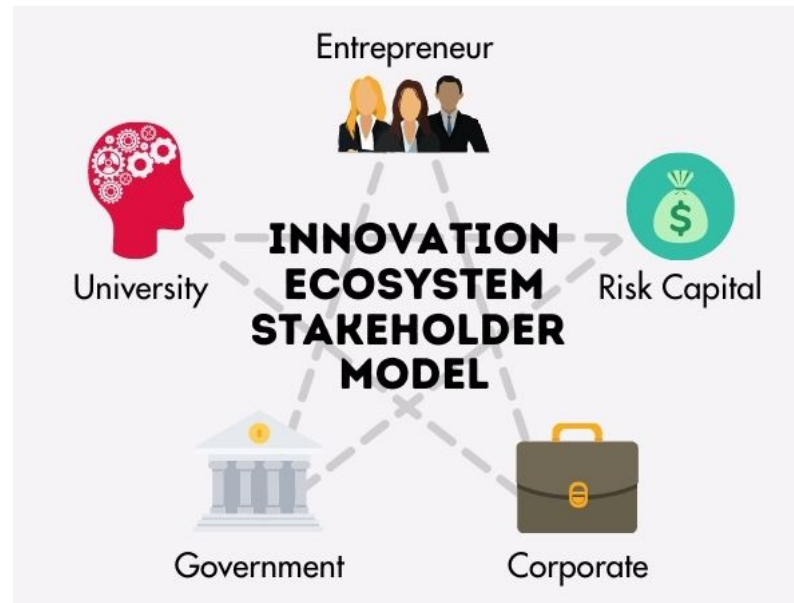 Entrepreneur
University
INNOVATION
ECOSYSTEM
STAKEHOLDER
MODEL
Risk Capital
$
Government
Corporate